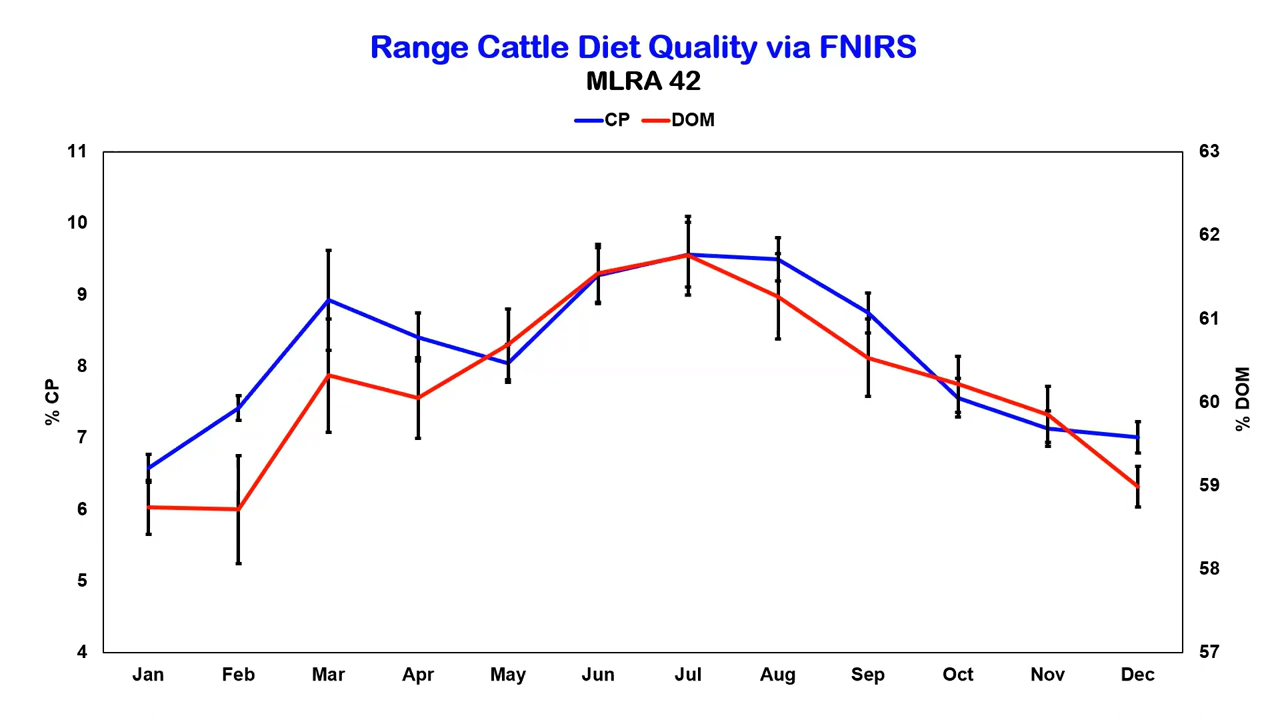 Range Cattle Diet Quality via FNIRS
MLRA 42
CP DOM
11
10
9
8
7
6
5
4
% CP
63
62
61
60
59
58
57
% DOM
Jan Feb Mar Apr May Jun Jul Aug Sep Oct Nov Dec